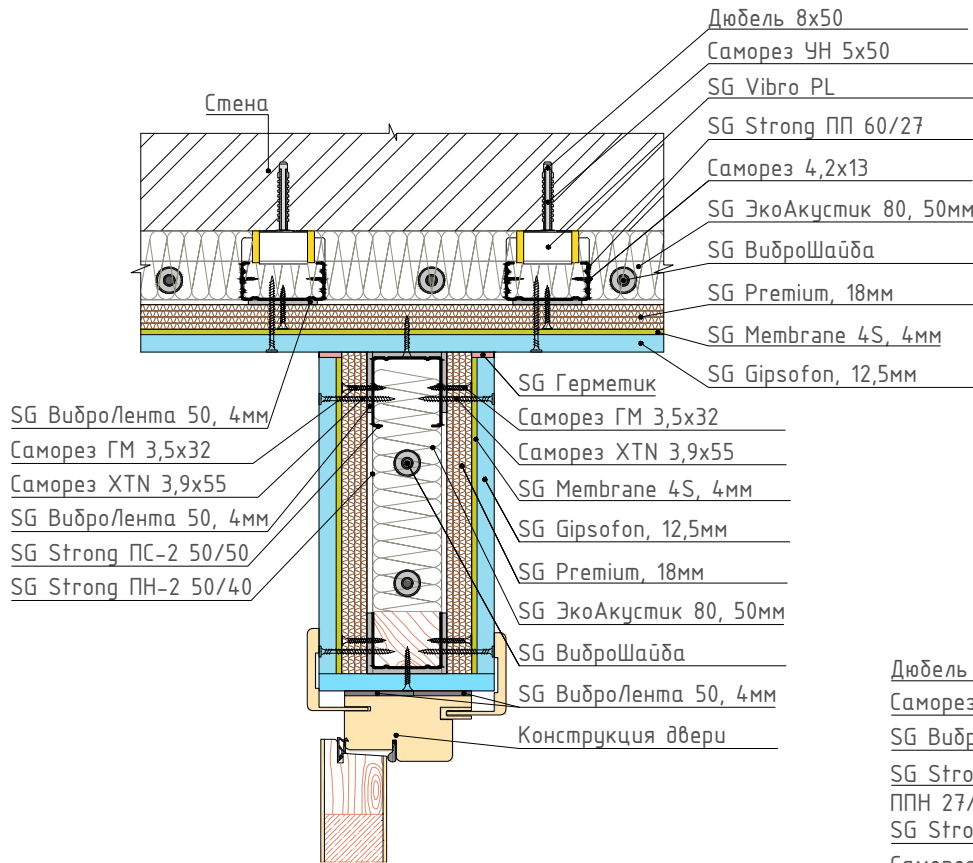 Дюбель 8х50
Саморез УН 5х50
SG Vibro PL
SG Strong ПП 60/27
Саморез 4,2х13
SG ЭкоАкустик 80, 50мм
SG ВиброШайба
SG Premium, 18мм
SG Membrane 4S, 4мм
SG Gipsofon, 12,5мм
Стена
SG ВиброЛента 50, 4мм
Саморез ГМ 3,5х32
Саморез XTN 3,9х55
SG ВиброЛента 50, 4мм
SG Strong ПС-2 50/50
SG Strong ПН-2 50/40
SG Герметик
Саморез ГМ 3,5х32
Саморез XTN 3,9х55
SG Membrane 4S, 4мм
SG Gipsofon, 12,5мм
SG Premium, 18мм
SG ЭкоАкустик 80, 50мм
SG ВиброШайба
SG ВиброЛента 50, 4мм
Конструкция двери
Дюбель
Саморез
SG Вибр
SG Stro
ППН 27/
SG Stro